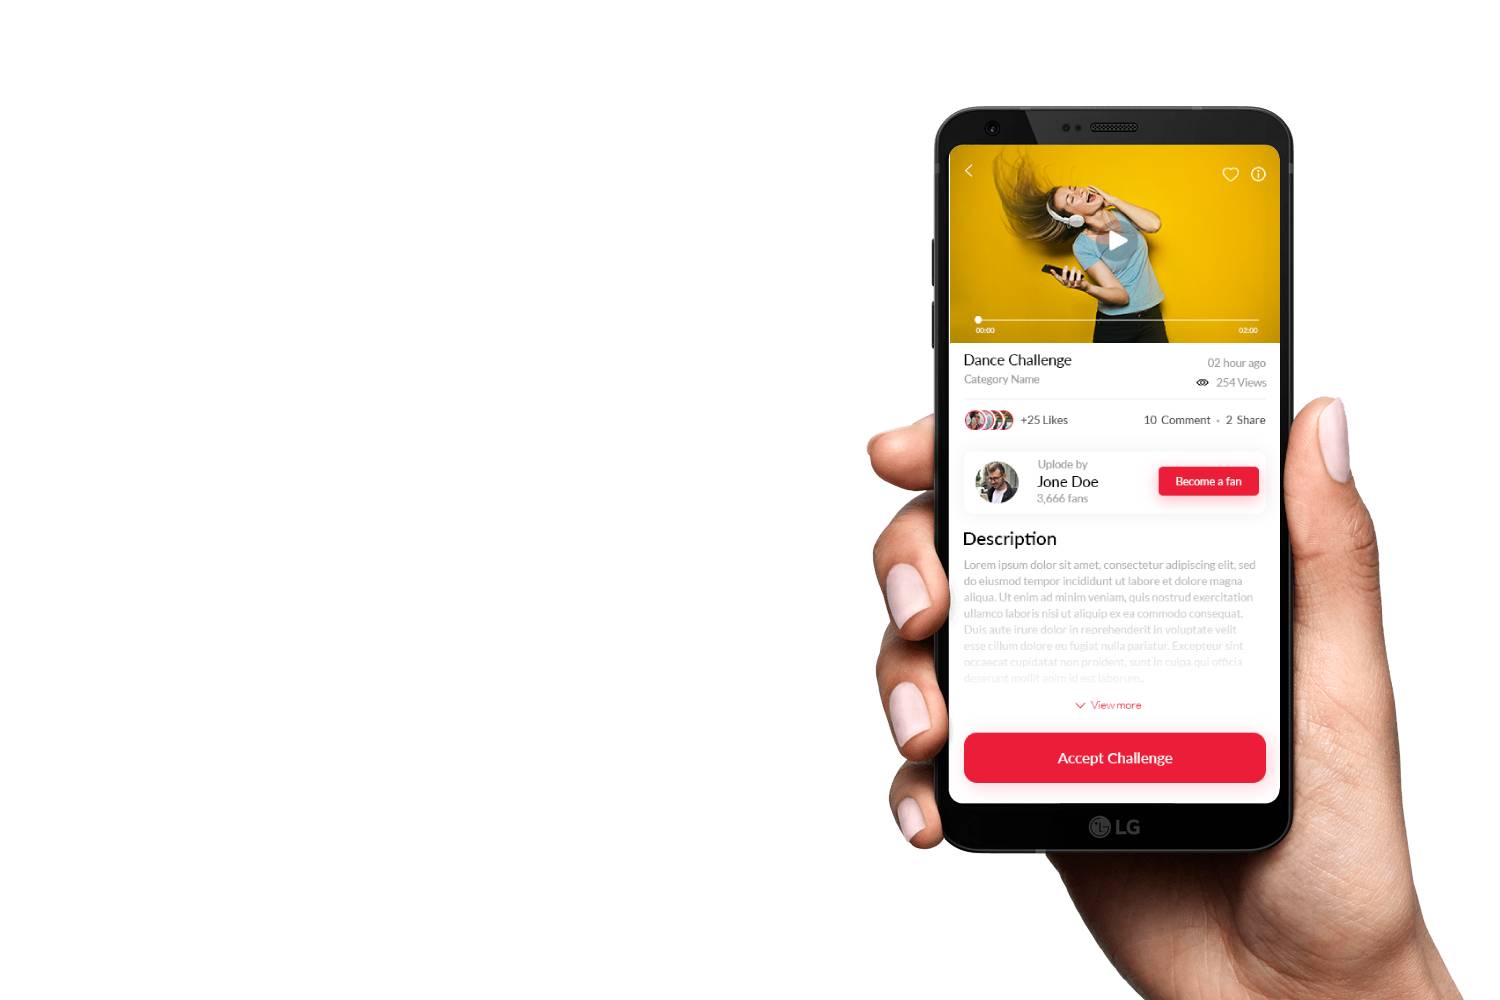 00:00
02:00
Dance Challenge
02 hour ago
Category Name
254 Views
+25 Likes
10 Comment • 2 Share
Uplode by
Jone Doe
3,666 fans
Become a fan
Description
Lorem ipsum dolor sit amet, consectetur adipiscing elit, sed
do eiusmod tempor incididunt ut labore et dolore magna
aliqua. Ut enim ad minim veniam, quis nostrud exercitation
ullamco laboris nisi ut aliquip ex ea commodo consequat.
Duis aute irure dolor in reprehenderit in voluptate velit
esse cillum dolore eu fugiat nulla pariatur. Excepteur sint
occaecat cupidatat non proident, sunt in culpa qui officia
deserunt mollit anim id est laborum..
View more
Accept Challenge
LG